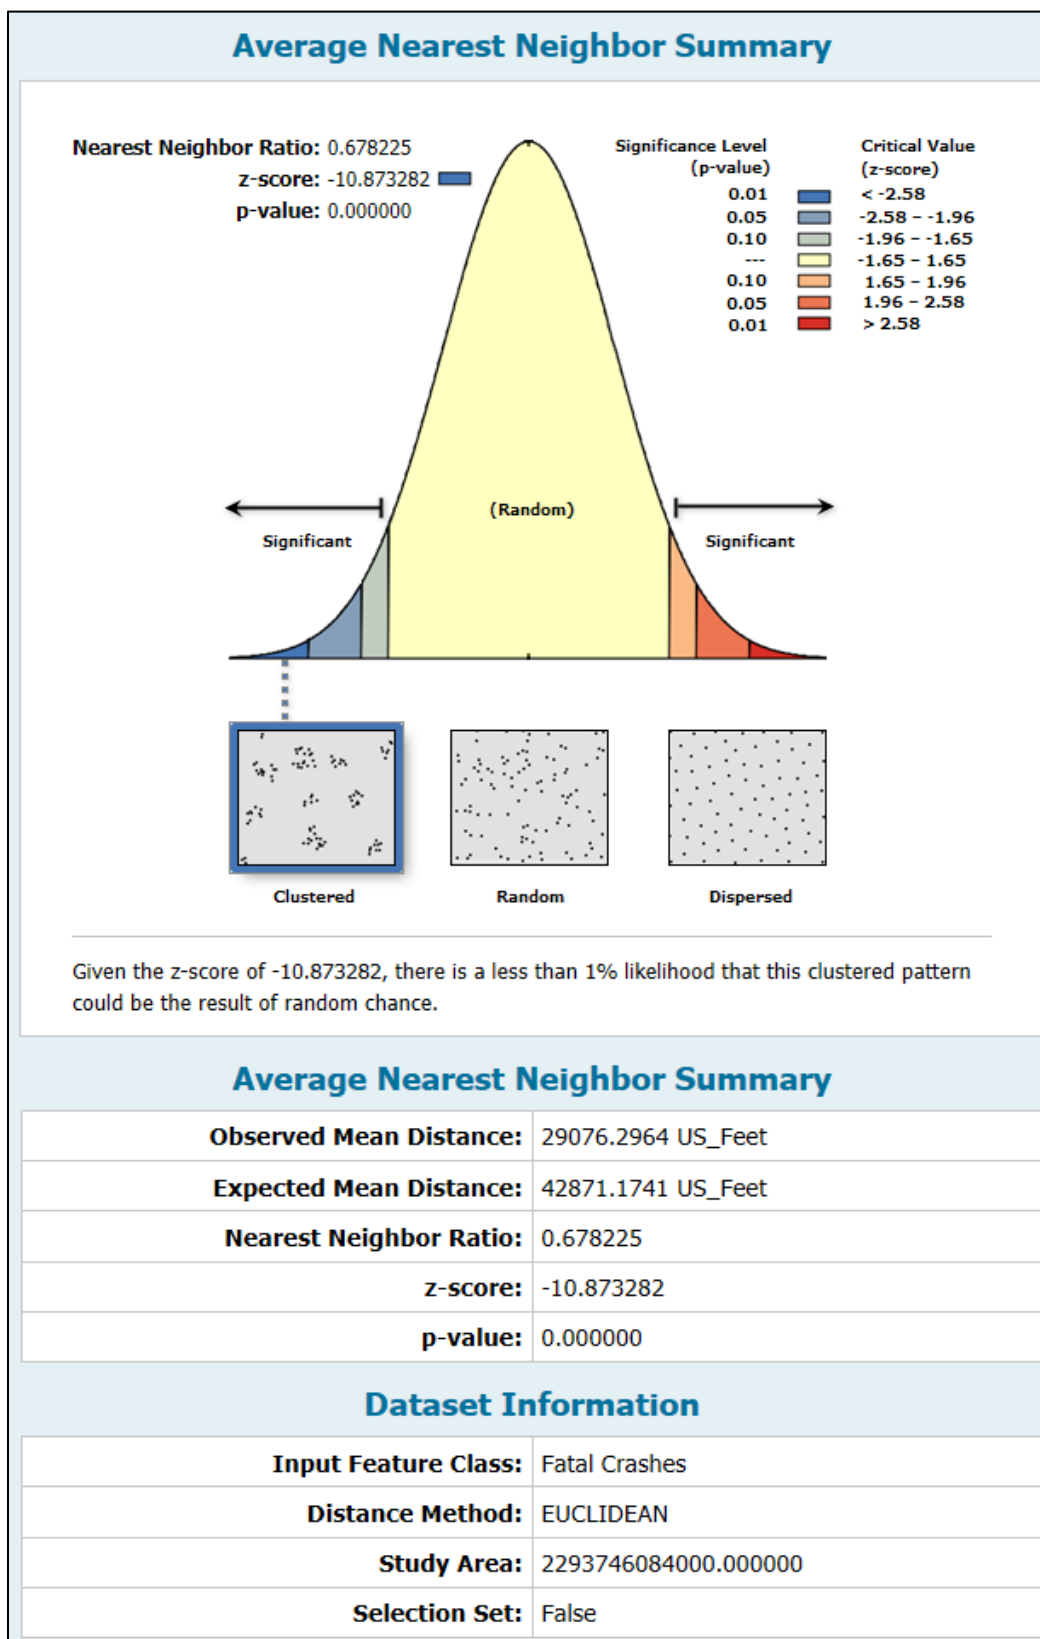 Average Nearest Neighbor Summary
Nearest Neighbor Ratio: 0.678225
z-score: -10.873282
p-value: 0.000000
Significance Level (p-value) Critical Value (z-score)
0.01 < -2.58
0.05 -2.58 – -1.96
0.10 -1.96 – -1.65
--- -1.65 – 1.65
0.10 1.65 – 1.96
0.05 1.96 – 2.58
0.01 > 2.58
(Random)
Significant Significant
Clustered Random Dispersed
Given the z-score of -10.873282, there is a less than 1% likelihood that this clustered pattern
could be the result of random chance.
Average Nearest Neighbor Summary
Observed Mean Distance: 29076.2964 US_Feet
Expected Mean Distance: 42871.1741 US_Feet
Nearest Neighbor Ratio: 0.678225
z-score: -10.873282
p-value: 0.000000
Dataset Information
Input Feature Class: Fatal Crashes
Distance Method: EUCLIDEAN
Study Area: 2293746084000.000000
Selection Set: False